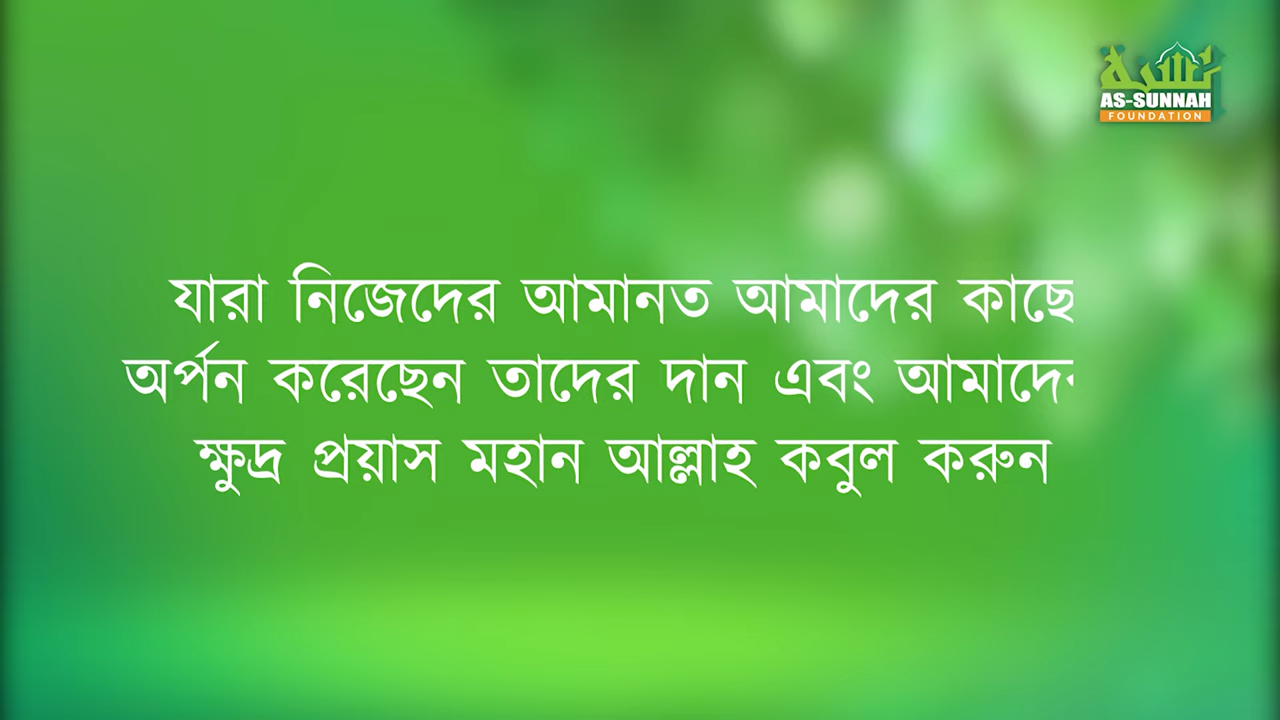 AS-SUNNAH
FOUNDATION
যারা নিজেদের আমানত আমাদের কাছে
অর্পন করেছেন তাদের দান এবং
ক্ষুদ্র প্রয়াস মহান আল্লাহ কবুল করুন